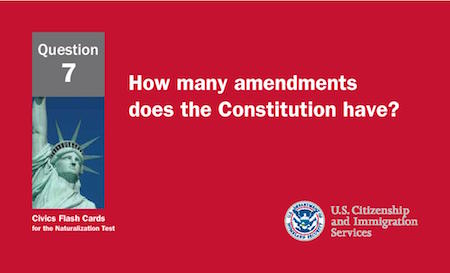 Question
7
How many amendments
does the Constitution have?
Civics Flash Cards
for the Naturalization Test
U.S. Citizenship
and Immigration
Services